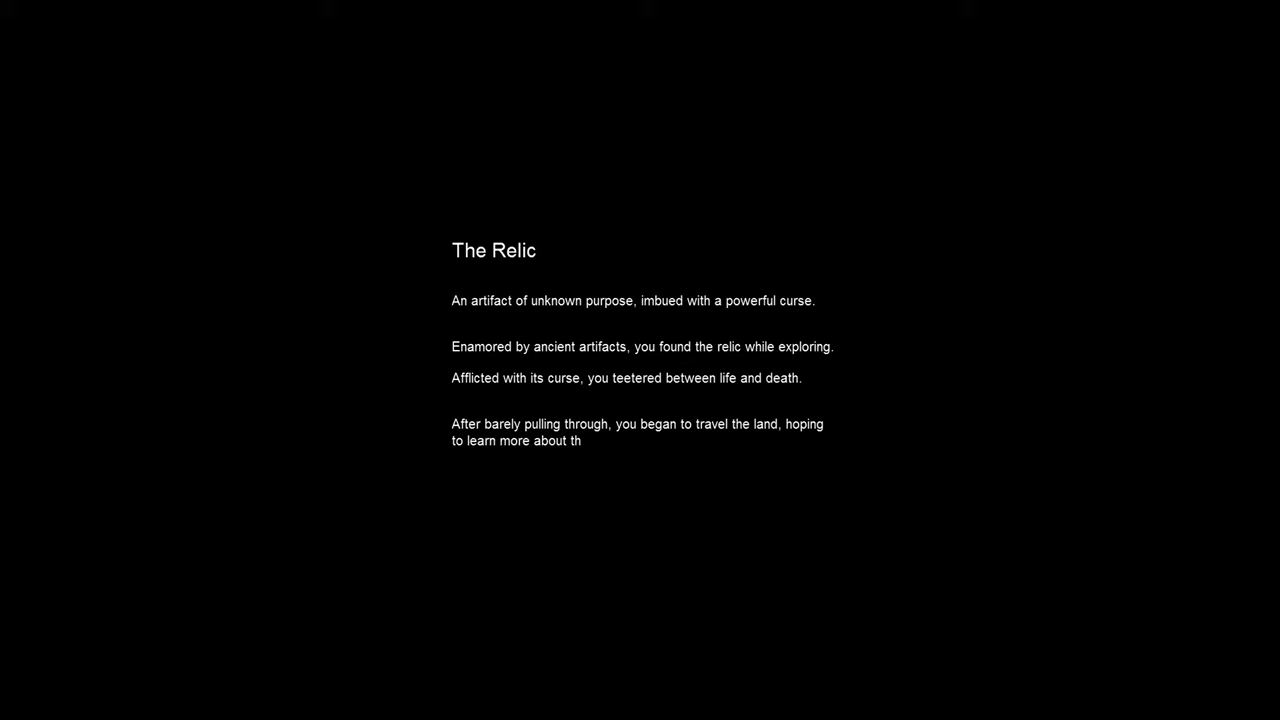 The Relic
An artifact of unknown purpose, imbued with a powerful curse.
Enamored by ancient artifacts, you found the relic while exploring.
Afflicted with its curse, you teetered between life and death.
After barely pulling through, you began to travel the land, hoping
to learn more about th